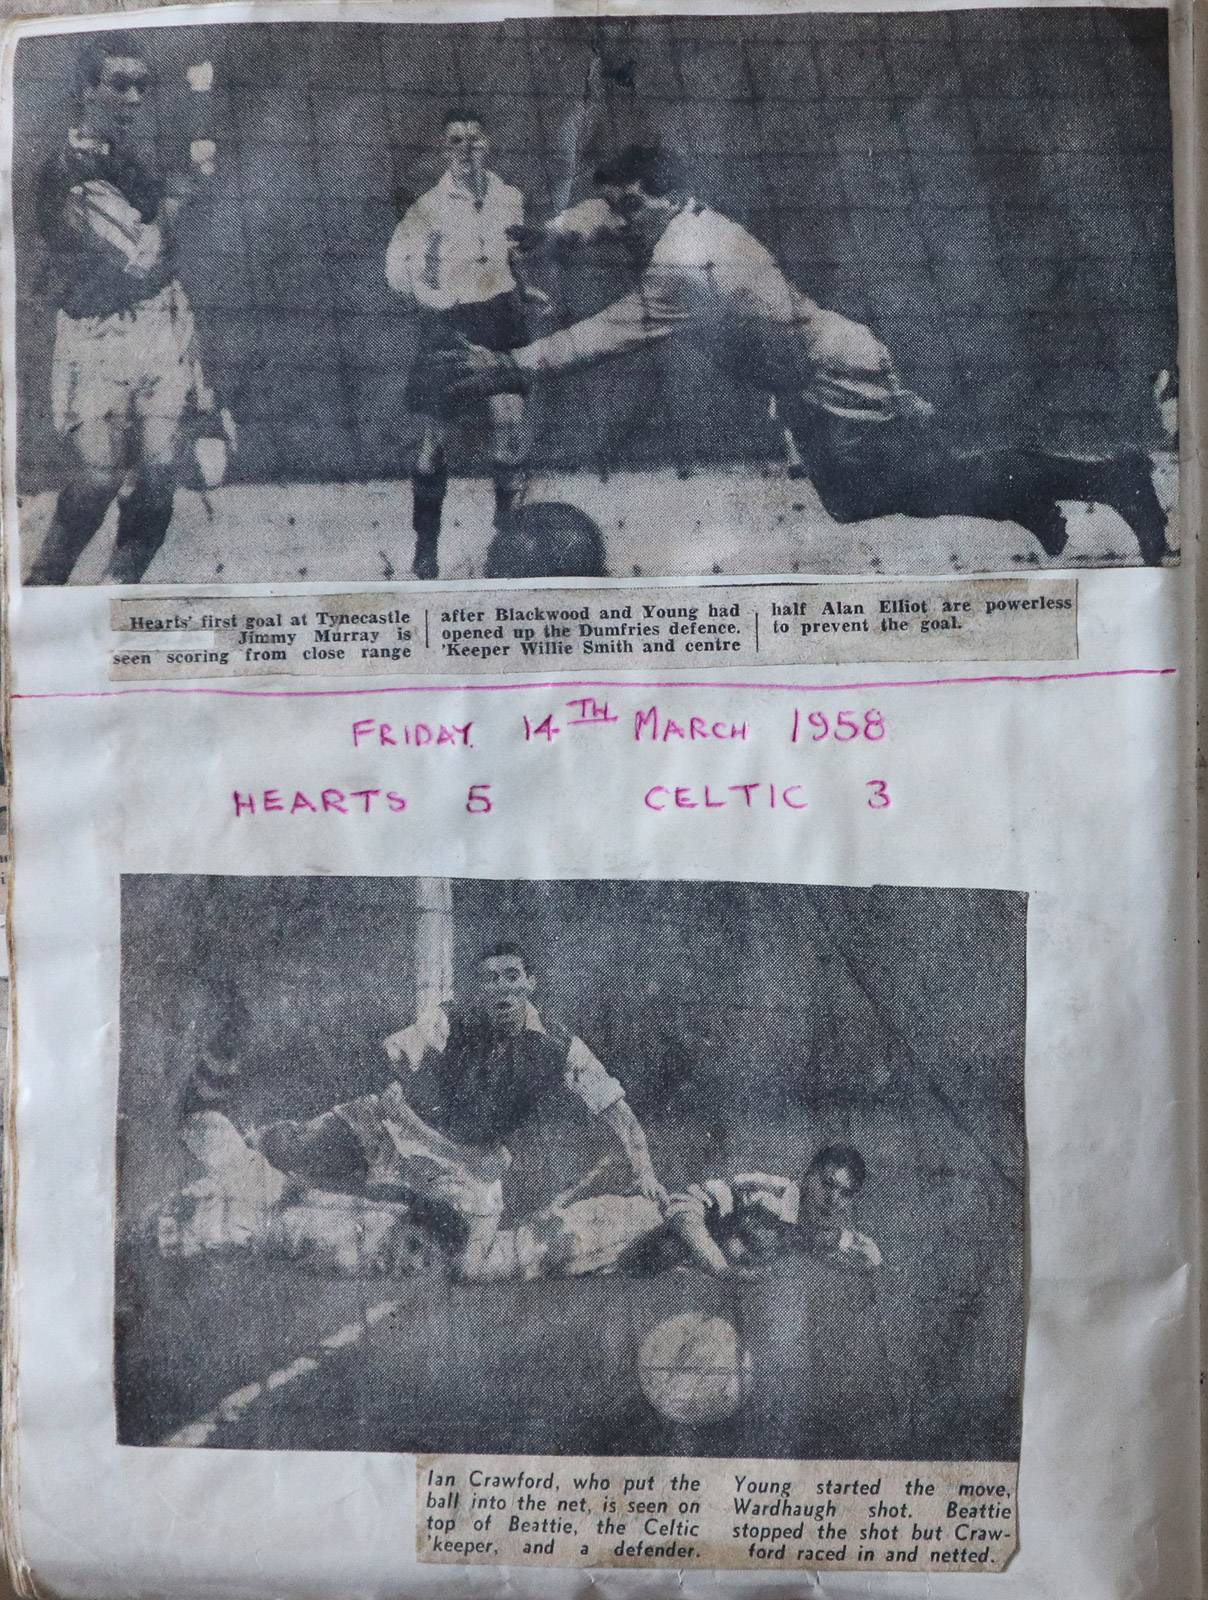 Hearts' first goal at Tynecastle
Jimmy Murray is
seen scoring from close range
after Blackwood and Young had
opened up the Dumfries defence.
'Keeper Willie Smith and centre
half Alan Elliot are powerless
to prevent the goal.
FRIDAY 14TH MARCH 1958
HEARTS 5 CELTIC 3
Ian Crawford, who put the
ball into the net, is seen on
top of Beattie, the Celtic
'keeper, and a defender.
Young started the move,
Wardhaugh shot. Beattie
stopped the shot but Craw-
ford raced in and netted.